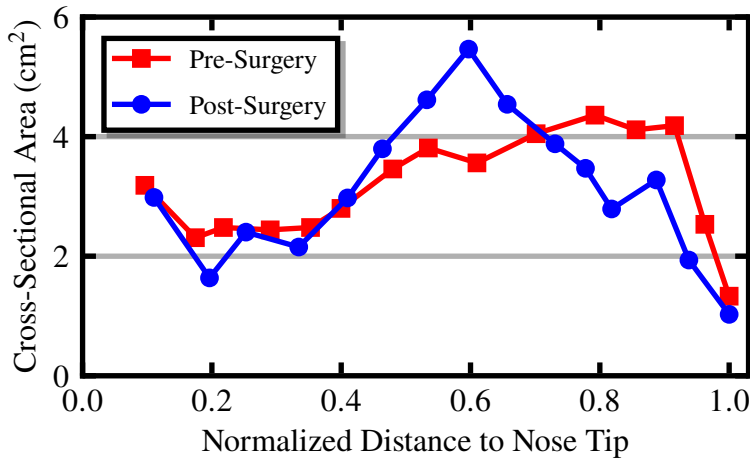 Cross-Sectional Area (cm²)
6
4
2
0
Pre-Surgery
Post-Surgery
0.0 0.2 0.4 0.6 0.8 1.0
Normalized Distance to Nose Tip